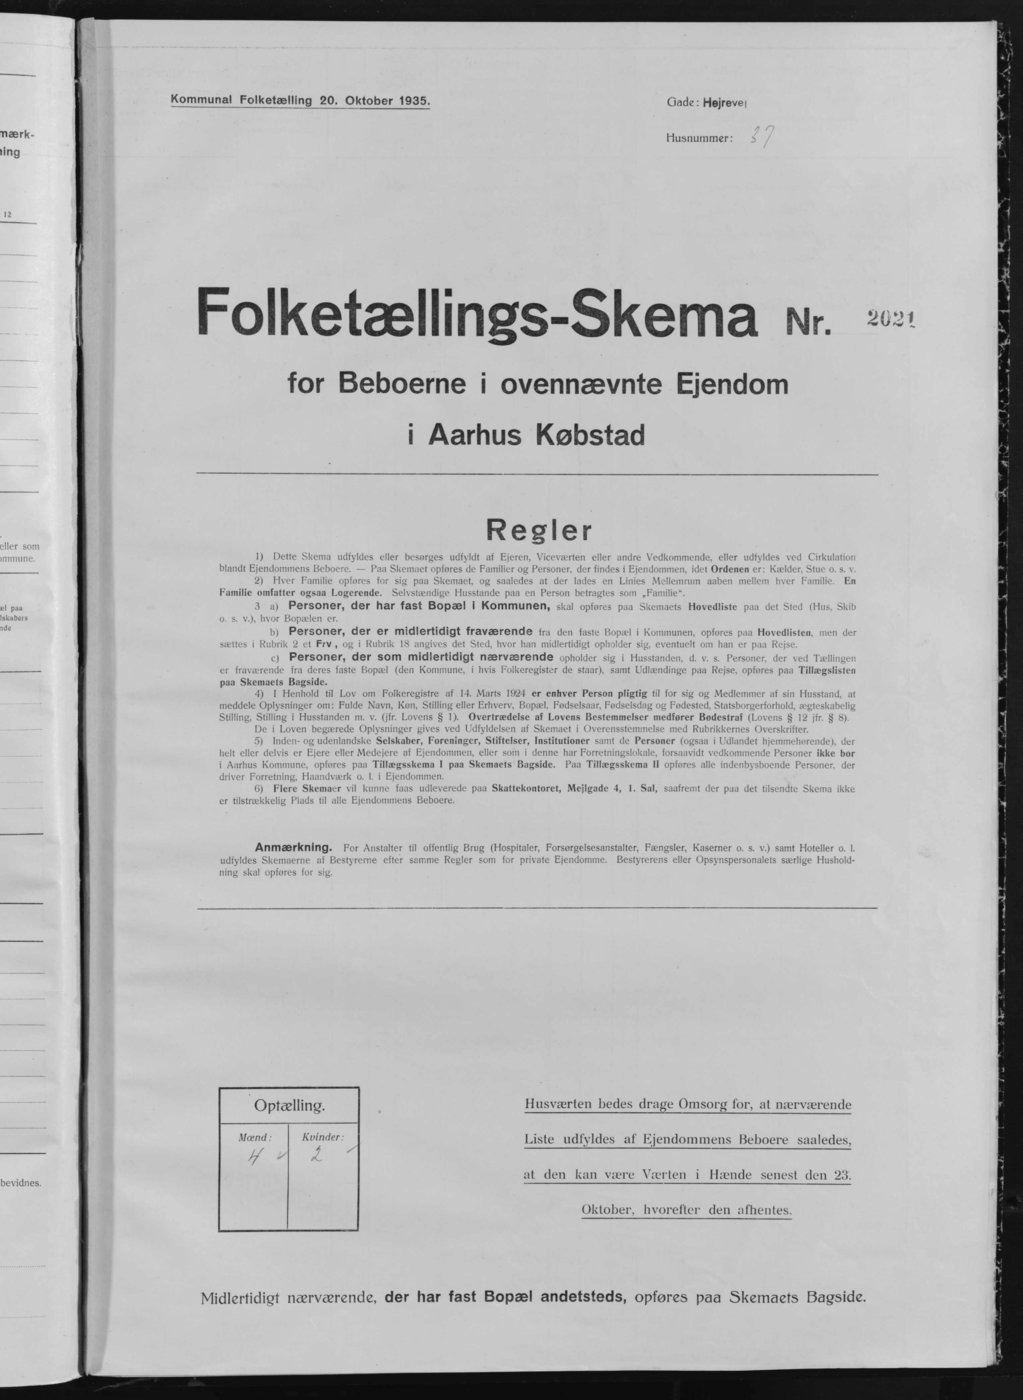 mærk-
ing
12
eller som
ommune.
el paa
lskabers
nde
bevidnes.
Kommunal Folketælling 20. Oktober 1935.
Gade: Hejrevej
Husnummer: 37
Folketællings-Skema Nr. 2021
for Beboerne i ovennævnte Ejendom
i Aarhus Købstad
Regler
1) Dette Skema udfyldes eller besørges udfyldt af Ejeren, Viceværten eller andre Vedkommende, eller udfyldes ved Cirkulation
blandt Ejendommens Beboere. — Paa Skemaet opføres de Familier og Personer, der findes i Ejendommen, idet Ordenen er: Kælder, Stue o. s. v.
2) Hver Familie opføres for sig paa Skemaet, og saaledes at der lades en Linies Mellemrum aaben mellem hver Familie. En
Familie omfatter ogsaa Logerende. Selvstændige Husstande paa en Person betragtes som „Familie“.
3 a) Personer, der har fast Bopæl i Kommunen, skal opføres paa Skemaets Hovedliste paa det Sted (Hus, Skib
o. s. v.), hvor Bopælen er.
b) Personer, der er midlertidigt fraværende fra den faste Bopæl i Kommunen, opføres paa Hovedlisten, men der
sættes i Rubrik 2 et Frv, og i Rubrik 18 angives det Sted, hvor han midlertidigt opholder sig, eventuelt om han er paa Rejse.
c) Personer, der som midlertidigt nærværende opholder sig i Husstanden, d. v. s. Personer, der ved Tællingen
er fraværende fra deres faste Bopæl (den Kommune, i hvis Folkeregister de staar), samt Udlændinge paa Rejse, opføres paa Tillægslisten
paa Skemaets Bagside.
4) I Henhold til Lov om Folkeregistre af 14. Marts 1924 er enhver Person pligtig til for sig og Medlemmer af sin Husstand, at
meddele Oplysninger om: Fulde Navn, Køn, Stilling eller Erhverv, Bopæl, Fødselsaar, Fødselsdag og Fødested, Statsborgerforhold, ægteskabelig
Stilling, Stilling i Husstanden m. v. (jfr. Lovens § 1). Overtrædelse af Lovens Bestemmelser medfører Bødestraf (Lovens § 12 jfr. § 8).
De i Loven begærede Oplysninger gives ved Udfyldelsen af Skemaet i Overensstemmelse med Rubrikkernes Overskrifter.
5) Inden- og udenlandske Selskaber, Foreninger, Stiftelser, Institutioner samt de Personer (ogsaa i Udlandet hjemmehørende), der
helt eller delvis er Ejere eller Medejere af Ejendommen, eller som i denne har Forretningslokale, forsaavidt vedkommende Personer ikke bor
i Aarhus Kommune, opføres paa Tillægsskema I paa Skemaets Bagside. Paa Tillægsskema II opføres alle indenbysboende Personer, der
driver Forretning, Haandværk o. l. i Ejendommen.
6) Flere Skemaer vil kunne faas udleverede paa Skattekontoret, Mejlgade 4, 1. Sal, saafremt der paa det tilsendte Skema ikke
er tilstrækkelig Plads til alle Ejendommens Beboere.
Anmærkning. For Anstalter til offentlig Brug (Hospitaler, Forsørgelsesanstalter, Fængsler, Kaserner o. s. v.) samt Hoteller o. l.
udfyldes Skemaerne af Bestyrerne efter samme Regler som for private Ejendomme. Bestyrerens eller Opsynspersonalets særlige Hushold-
ning skal opføres for sig.
Optælling.
Mænd: Kvinder:
4 ✓ 2 ✓
Husværten bedes drage Omsorg for, at nærværende
Liste udfyldes af Ejendommens Beboere saaledes,
at den kan være Værten i Hænde senest den 23.
Oktober, hvorefter den afhentes.
Midlertidigt nærværende, der har fast Bopæl andetsteds, opføres paa Skemaets Bagside.